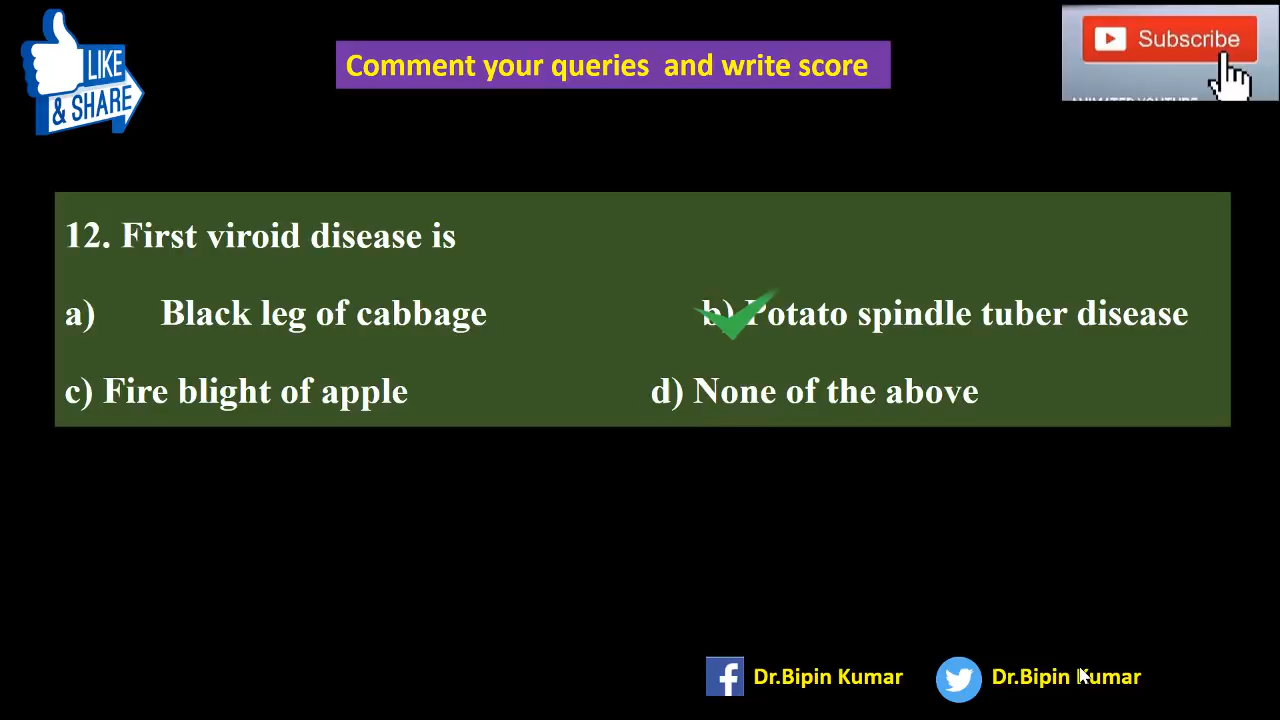 LIKE
& SHARE
Comment your queries and write score
Subscribe
12. First viroid disease is
a) Black leg of cabbage b) Potato spindle tuber disease
c) Fire blight of apple d) None of the above
Dr.Bipin Kumar Dr.Bipin Kumar